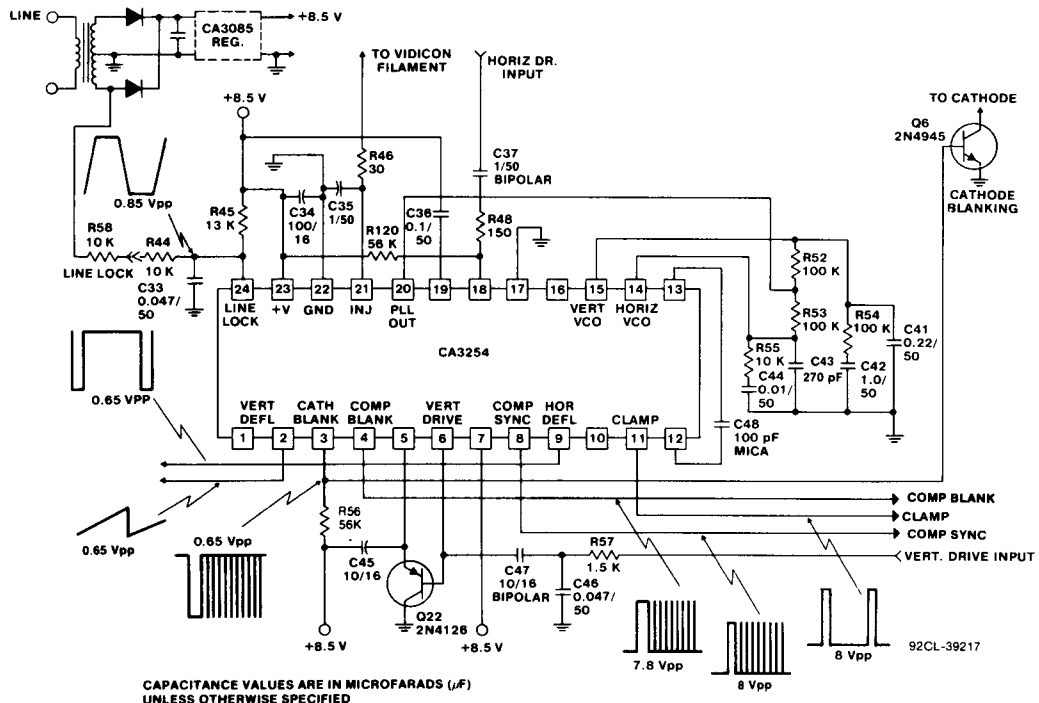 LINE
CA3085
REG.
+8.5 V
TO VIDICON
FILAMENT
HORIZ DR.
INPUT
+8.5 V
TO CATHODE
Q6
2N4945
CATHODE
BLANKING
0.85 Vpp
R58
10 K
LINE LOCK
R44
10 K
C33
0.047/
50
R45
13 K
C34
100/
16
C35
1/50
R46
30
R120
56 K
C36
0.1/
50
C37
1/50
BIPOLAR
R48
150
24 23 22 21 20 19 18 17 16 15 14 13
LINE
LOCK
+V
GND
INJ
PLL
OUT
VERT
VCO
HORIZ
VCO
CA3254
R52
100 K
R53
100 K
R54
100 K
R55
10 K
C44
0.01/
50
C43
270 pF
C42
1.0/
50
C41
0.22/
50
C48
100 pF
MICA
0.65 VPP
VERT
DEFL
CATH
BLANK
COMP
BLANK
VERT
DRIVE
COMP
SYNC
HOR
DEFL
CLAMP
1 2 3 4 5 6 7 8 9 10 11 12
0.65 Vpp
0.65 Vpp
R56
56K
C45
10/16
Q22
2N4126
+8.5 V
+8.5 V
C47
10/16
BIPOLAR
C46
0.047/
50
R57
1.5 K
COMP BLANK
CLAMP
COMP SYNC
VERT. DRIVE INPUT
7.8 Vpp
8 Vpp
8 Vpp
92CL-39217
CAPACITANCE VALUES ARE IN MICROFARADS (μF)
UNLESS OTHERWISE SPECIFIED